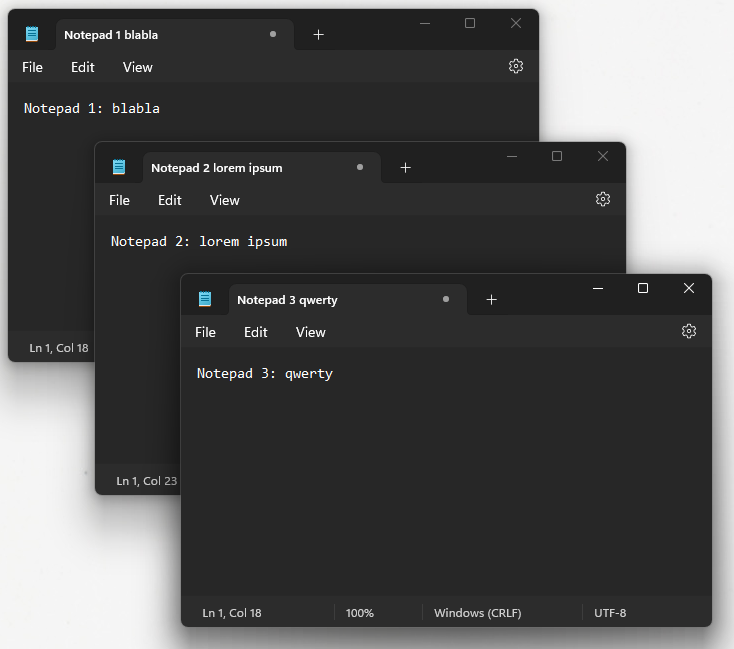 Notepad 1 blabla
File Edit View
Notepad 1: blabla
Ln 1, Col 18
Notepad 2 lorem ipsum
File Edit View
Notepad 2: lorem ipsum
Ln 1, Col 23
Notepad 3 qwerty
File Edit View
Notepad 3: qwerty
Ln 1, Col 18 100% Windows (CRLF) UTF-8